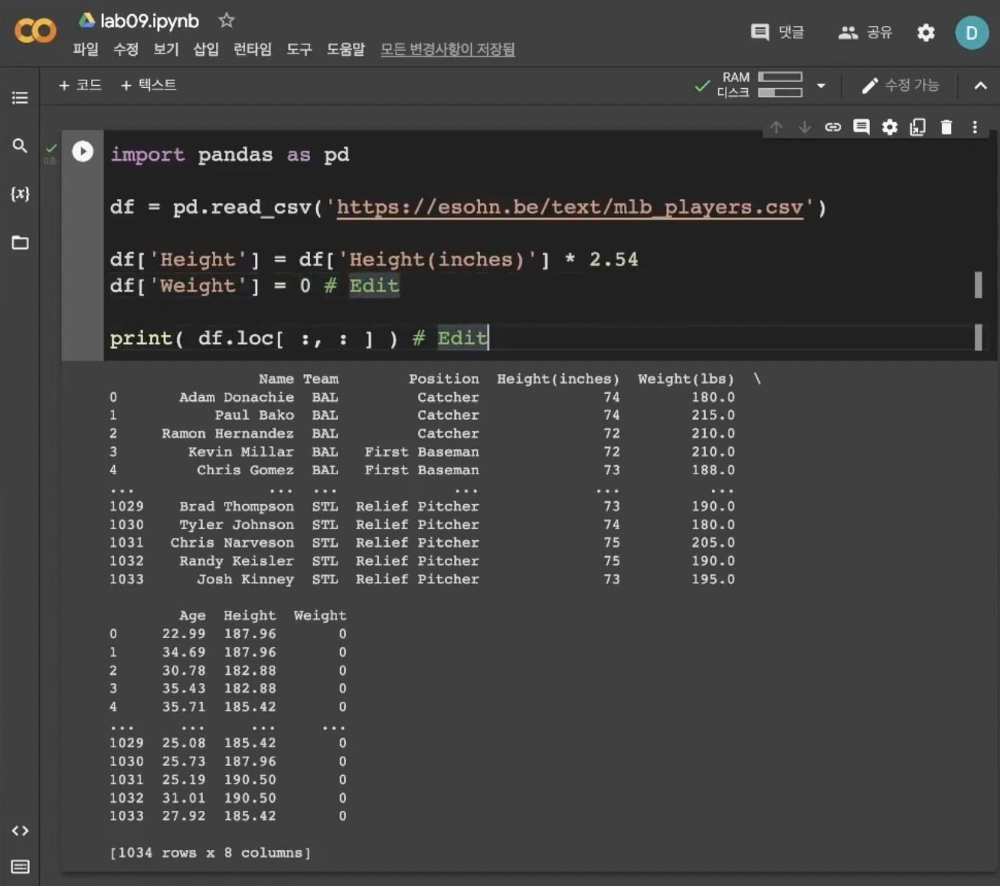 lab09.ipynb
댓글
공유
D
파일 수정 보기 삽입 런타임 도구 도움말 모든 변경사항이 저장됨
+ 코드 + 텍스트
RAM
디스크
수정 가능
{x}
0초
import pandas as pd
df = pd.read_csv('https://esohn.be/text/mlb_players.csv')
df['Height'] = df['Height(inches)'] * 2.54
df['Weight'] = 0 # Edit
print( df.loc[ :, : ] ) # Edit
Name Team Position Height(inches) Weight(lbs) \
0 Adam Donachie BAL Catcher 74 180.0
1 Paul Bako BAL Catcher 74 215.0
2 Ramon Hernandez BAL Catcher 72 210.0
3 Kevin Millar BAL First Baseman 72 210.0
4 Chris Gomez BAL First Baseman 73 188.0
... ... ... ... ... ...
1029 Brad Thompson STL Relief Pitcher 73 190.0
1030 Tyler Johnson STL Relief Pitcher 74 180.0
1031 Chris Narveson STL Relief Pitcher 75 205.0
1032 Randy Keisler STL Relief Pitcher 75 190.0
1033 Josh Kinney STL Relief Pitcher 73 195.0
Age Height Weight
0 22.99 187.96 0
1 34.69 187.96 0
2 30.78 182.88 0
3 35.43 182.88 0
4 35.71 185.42 0
... ... ... ...
1029 25.08 185.42 0
1030 25.73 187.96 0
1031 25.19 190.50 0
1032 31.01 190.50 0
1033 27.92 185.42 0
[1034 rows x 8 columns]